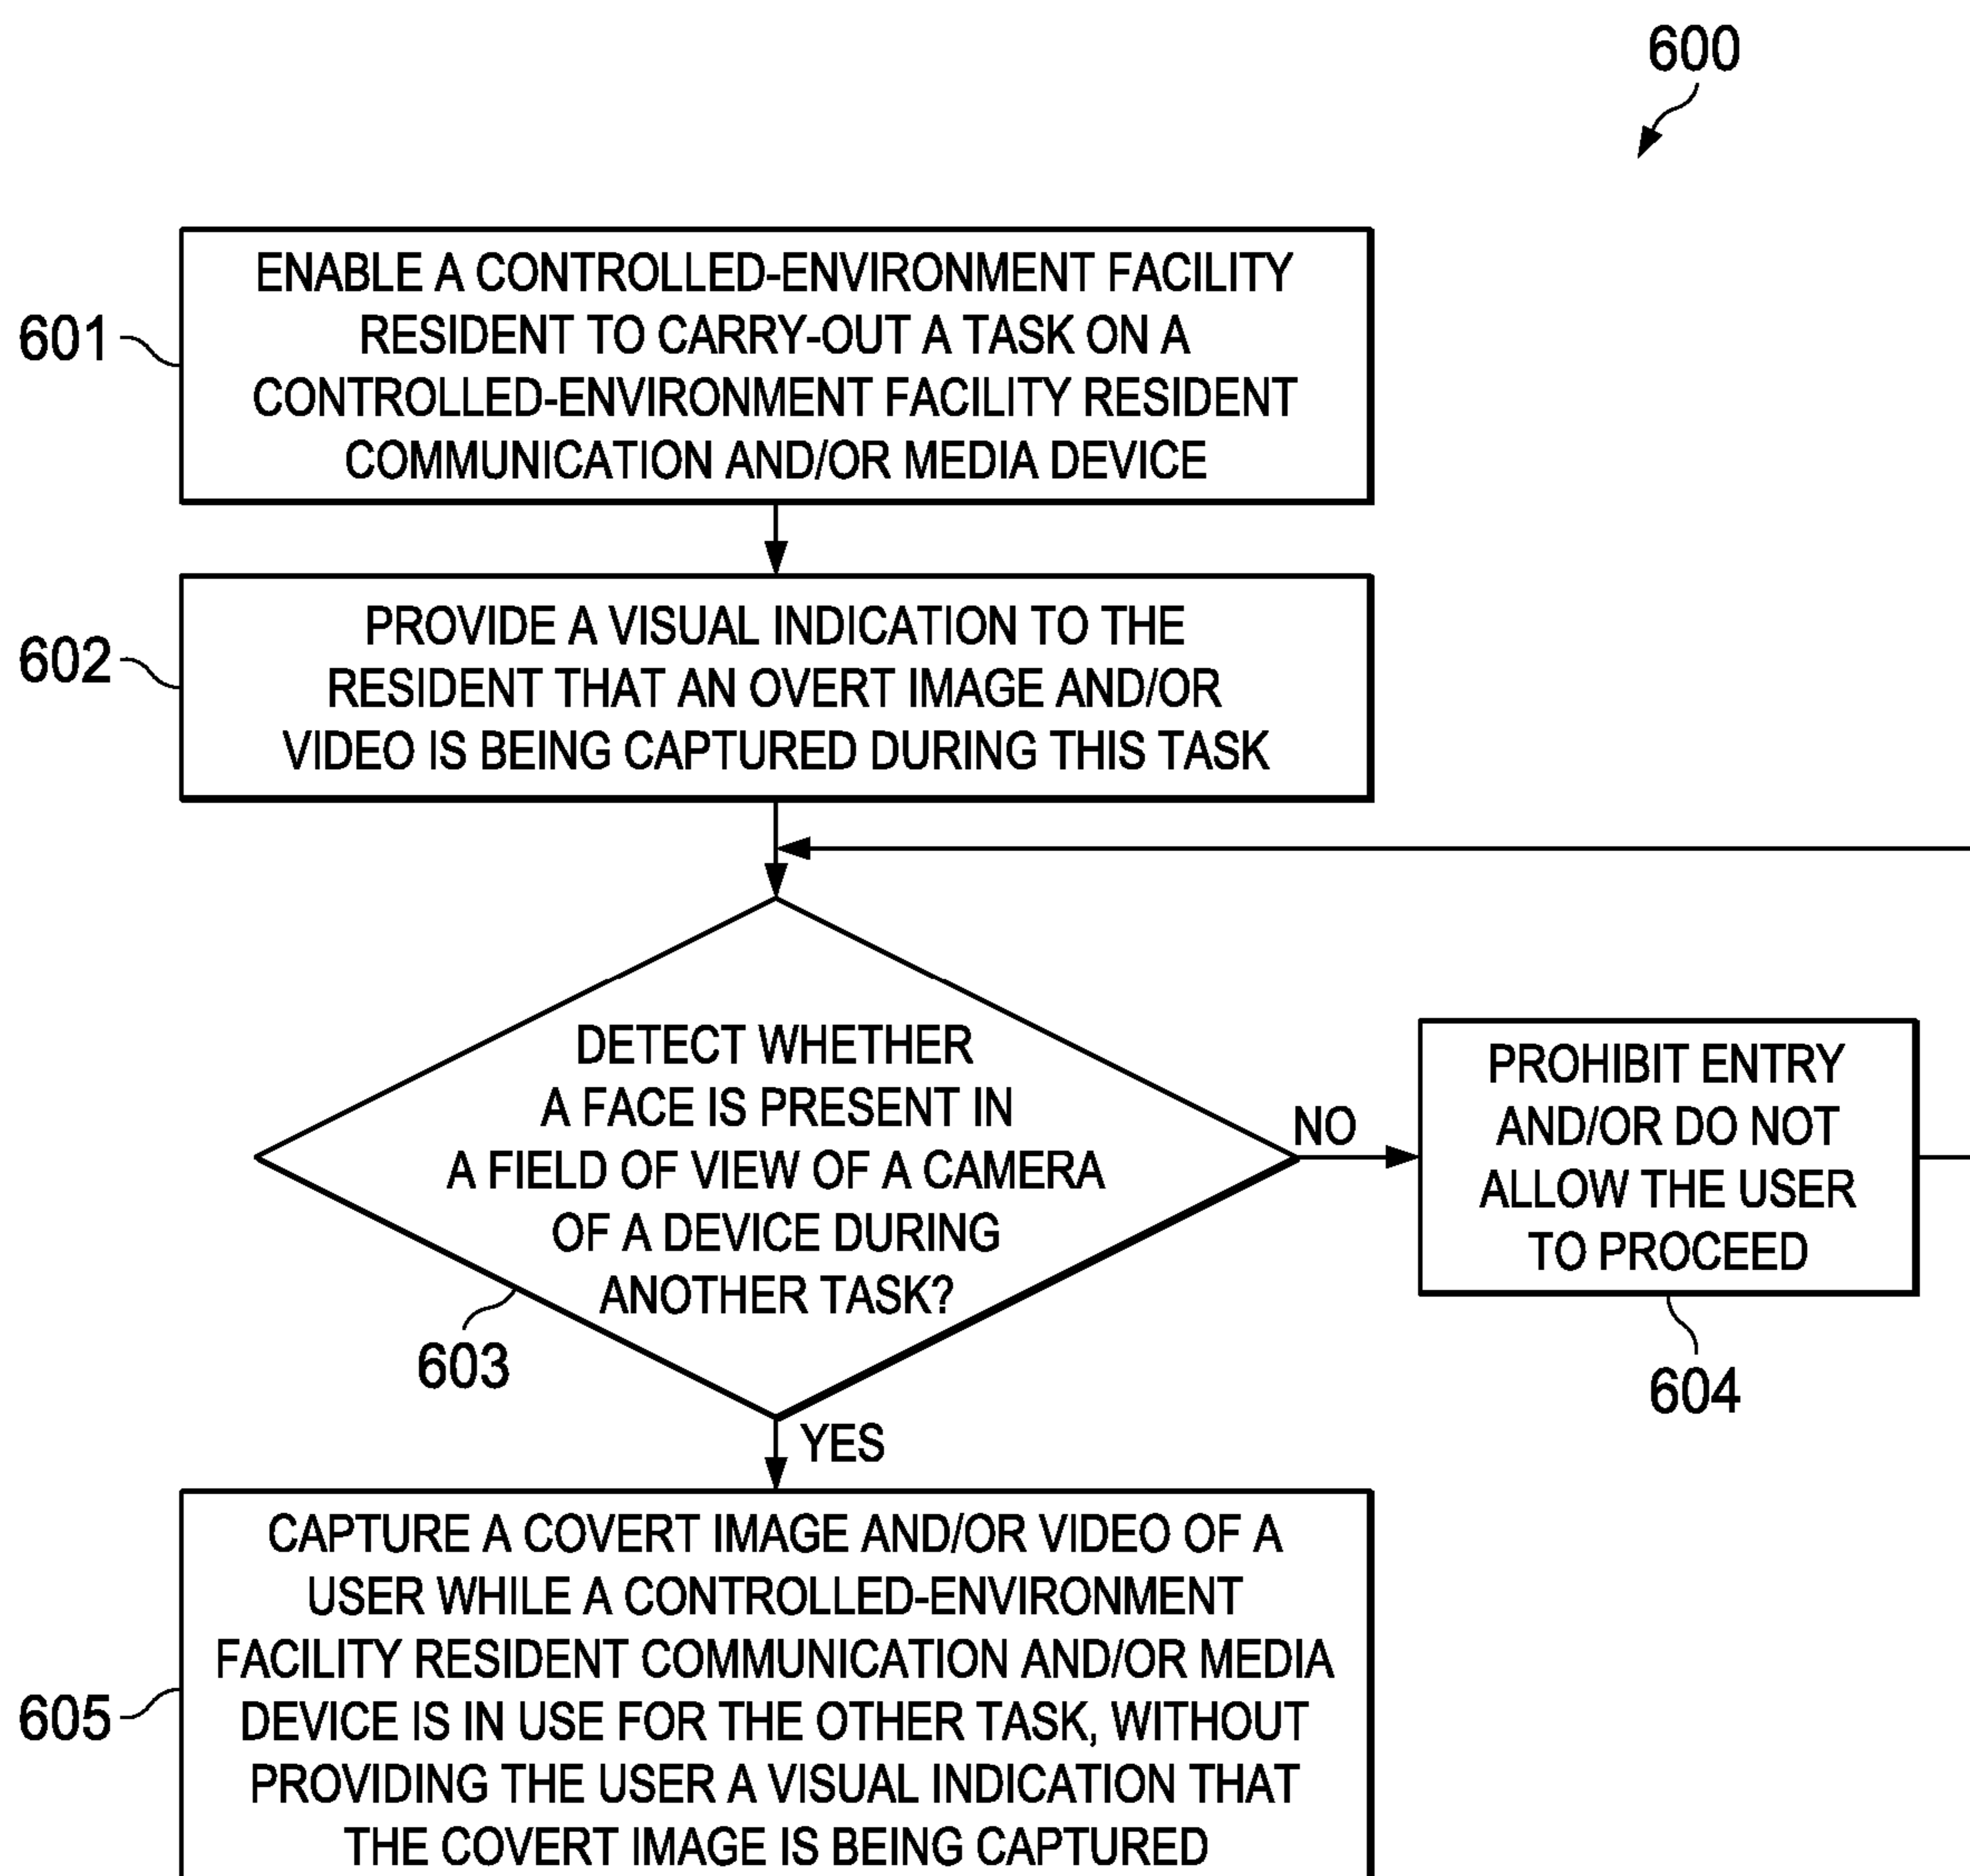 600
601
ENABLE A CONTROLLED-ENVIRONMENT FACILITY
RESIDENT TO CARRY-OUT A TASK ON A
CONTROLLED-ENVIRONMENT FACILITY RESIDENT
COMMUNICATION AND/OR MEDIA DEVICE
602
PROVIDE A VISUAL INDICATION TO THE
RESIDENT THAT AN OVERT IMAGE AND/OR
VIDEO IS BEING CAPTURED DURING THIS TASK
DETECT WHETHER
A FACE IS PRESENT IN
A FIELD OF VIEW OF A CAMERA
OF A DEVICE DURING
ANOTHER TASK?
603
NO
PROHIBIT ENTRY
AND/OR DO NOT
ALLOW THE USER
TO PROCEED
604
YES
605
CAPTURE A COVERT IMAGE AND/OR VIDEO OF A
USER WHILE A CONTROLLED-ENVIRONMENT
FACILITY RESIDENT COMMUNICATION AND/OR MEDIA
DEVICE IS IN USE FOR THE OTHER TASK, WITHOUT
PROVIDING THE USER A VISUAL INDICATION THAT
THE COVERT IMAGE IS BEING CAPTURED